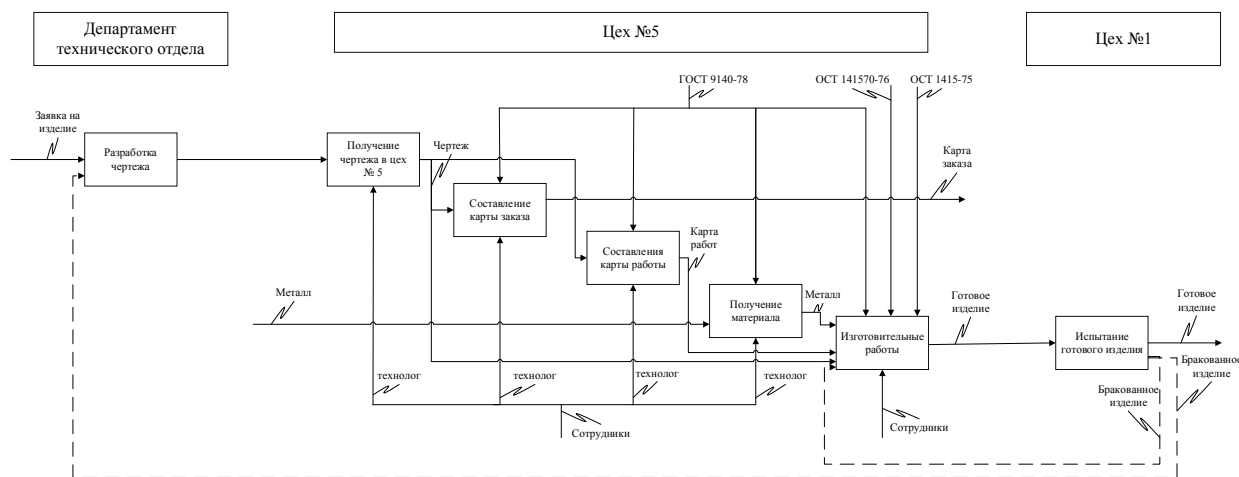 Департамент
технического отдела
Цех №5
Цех №1
ГОСТ 9140-78
ОСТ 141570-76
ОСТ 1415-75
Заявка на
изделие
Разработка
чертежа
Получение
чертежа в цех
№ 5
Чертеж
Карта
заказа
Составление
карты заказа
Составления
карты работы
Карта
работ
Металл
Получение
материала
Металл
Изготовительные
работы
Готовое
изделие
Испытание
готового изделия
Готовое
изделие
Бракованное
изделие
технолог
технолог
технолог
технолог
Бракованное
изделие
Сотрудники
Сотрудники